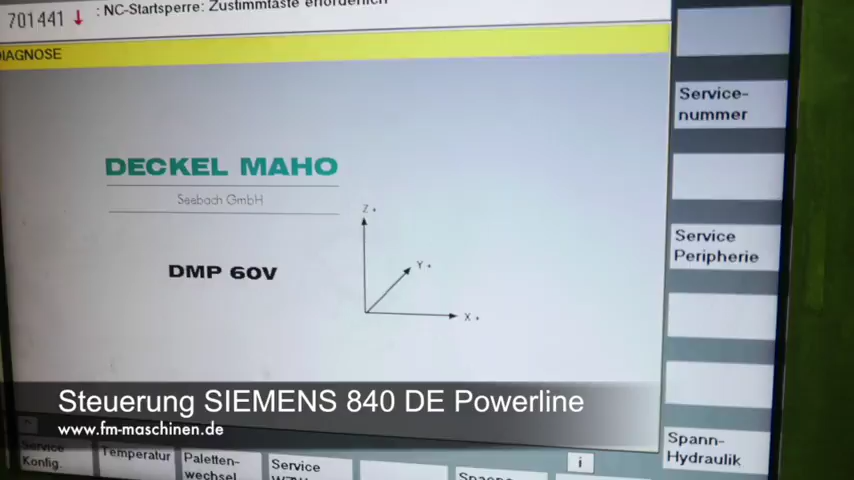 701441 ↓ : NC-Startsperre: Zustimmtaste erforderlich
DIAGNOSE
Service-
nummer
DECKEL MAHO
Seebach GmbH
Z +
Service
Peripherie
Y +
DMP 60V
X +
Steuerung SIEMENS 840 DE Powerline
www.fm-maschinen.de
Spann-
Hydraulik
Service
Konfig.
Temperatur
Paletten-
wechsel
Service
i